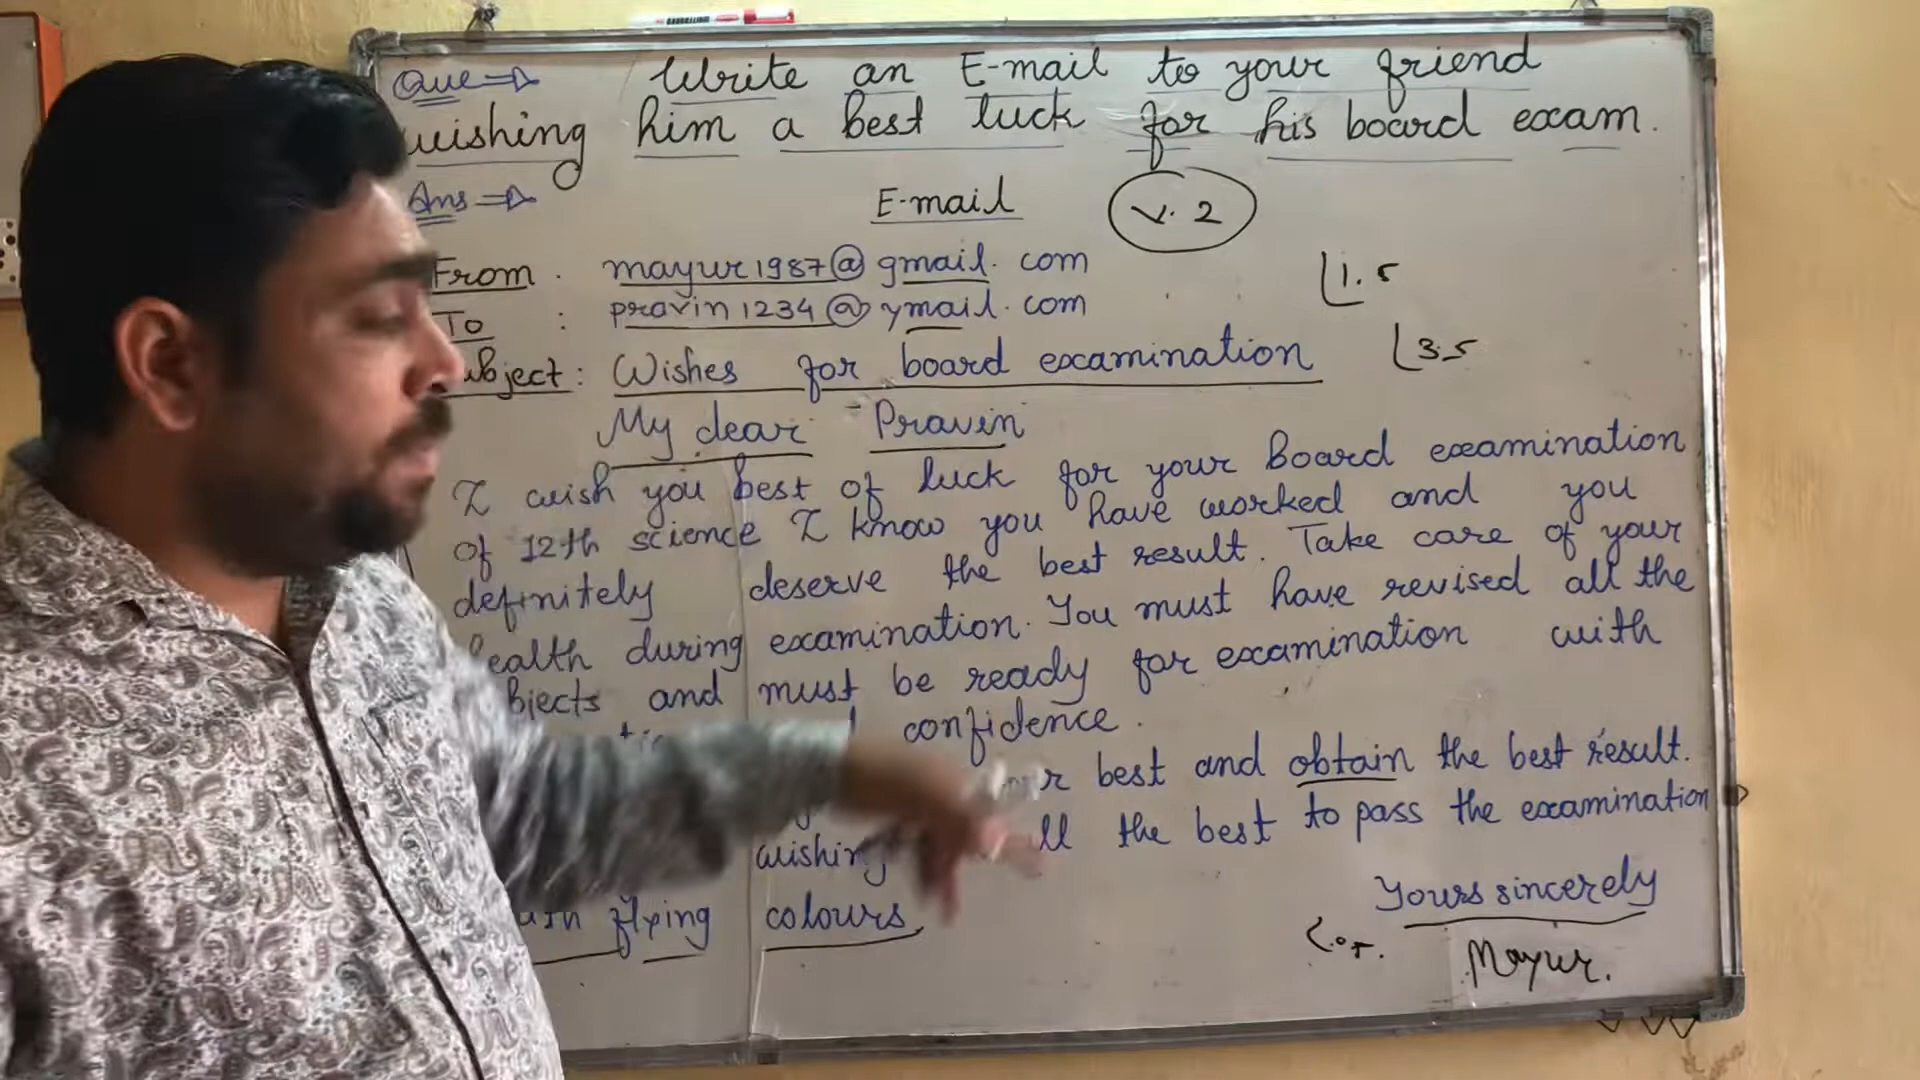 Que⇒ Write an E-mail to your friend
wishing him a best luck for his board exam.
Ans⇒ E-mail V. 2
From : mayur1987@gmail.com 1.5
To : pravin1234@ymail.com
Subject: Wishes for board examination 3.5
My dear Pravin
I wish you best of luck for your Board examination
of 12th science I know you have worked and you
definitely deserve the best result. Take care of your
health during examination. You must have revised all the
bjects and must be ready for examination with
confidence.
best and obtain the best result.
wishing all the best to pass the examination
with flying colours.
Yours sincerely
Mayur.